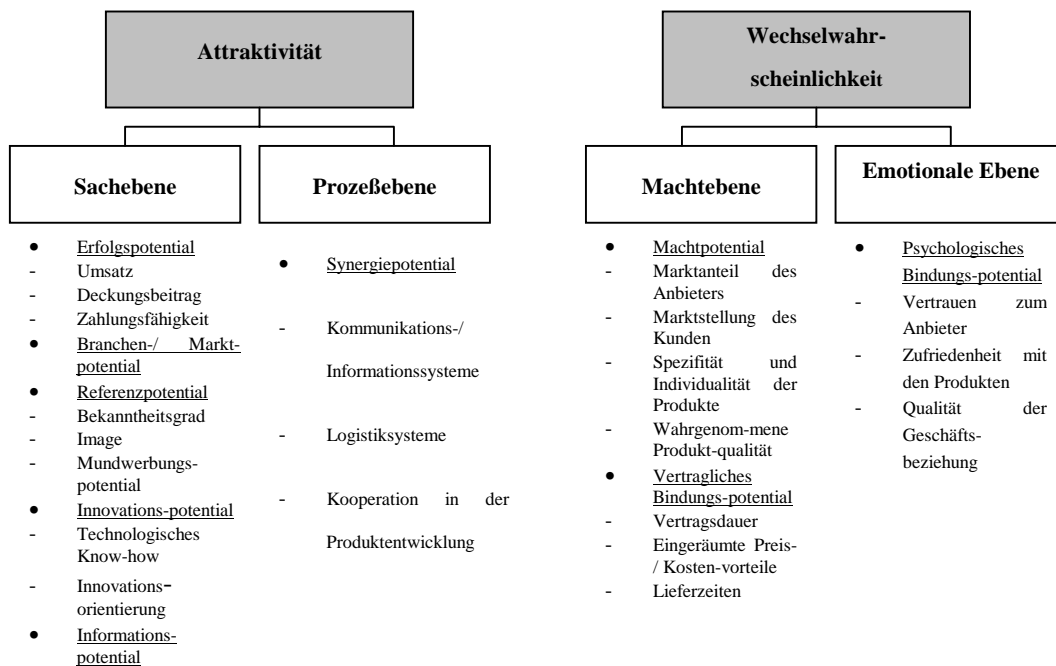 Attraktivität
Wechselwahr-
scheinlichkeit
Sachebene
Prozeßebene
Machtebene
Emotionale Ebene
• Erfolgspotential
- Umsatz
- Deckungsbeitrag
- Zahlungsfähigkeit
• Branchen-/ Markt-
potential
• Referenzpotential
- Bekanntheitsgrad
- Image
- Mundwerbungs-
potential
• Innovations-potential
- Technologisches
Know-how
- Innovations-
orientierung
• Informations-
potential
• Synergiepotential
- Kommunikations-/
Informationssysteme
- Logistiksysteme
- Kooperation in der
Produktentwicklung
• Machtpotential
- Marktanteil des
Anbieters
- Marktstellung des
Kunden
- Spezifität und
Individualität der
Produkte
- Wahrgenom-mene
Produkt-qualität
• Vertragliches
Bindungs-potential
- Vertragsdauer
- Eingeräumte Preis-
/ Kosten-vorteile
- Lieferzeiten
• Psychologisches
Bindungs-potential
- Vertrauen zum
Anbieter
- Zufriedenheit mit
den Produkten
- Qualität der
Geschäfts-
beziehung